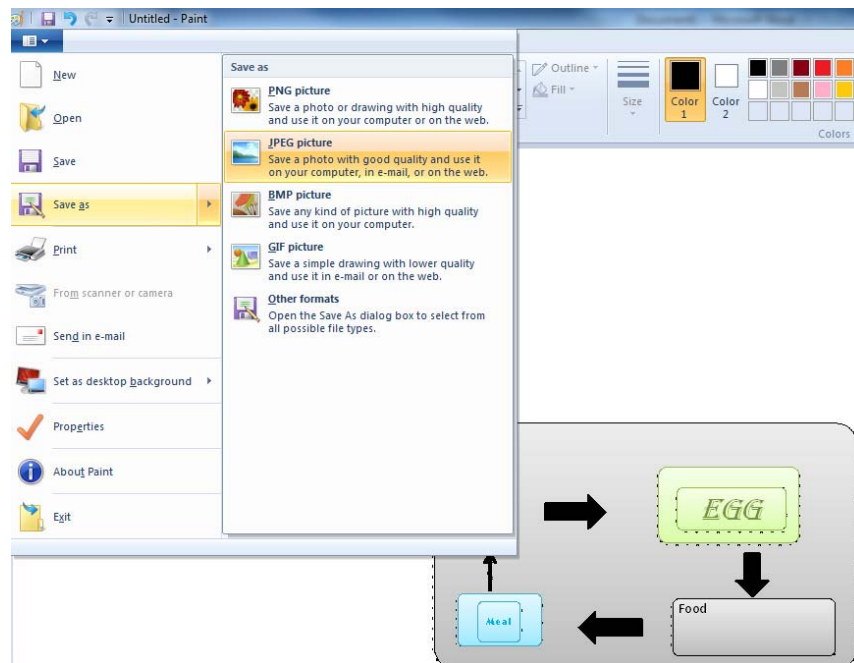 Untitled - Paint
New
Open
Save
Save as
Print
From scanner or camera
Send in e-mail
Set as desktop background
Properties
About Paint
Exit
Save as
PNG picture
Save a photo or drawing with high quality
and use it on your computer or on the web.
JPEG picture
Save a photo with good quality and use it
on your computer, in e-mail, or on the web.
BMP picture
Save any kind of picture with high quality
and use it on your computer.
GIF picture
Save a simple drawing with lower quality
and use it in e-mail or on the web.
Other formats
Open the Save As dialog box to select from
all possible file types.
Outline
Fill
Size
Color
1
Color
2
Colors
EGG
Food
Meal